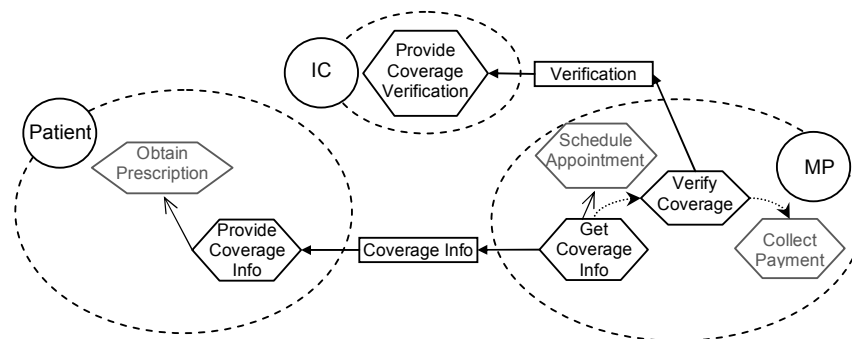 IC
Provide
Coverage
Verification
Verification
Patient
Obtain
Prescription
Schedule
Appointment
MP
Verify
Coverage
Provide
Coverage
Info
Coverage Info
Get
Coverage
Info
Collect
Payment